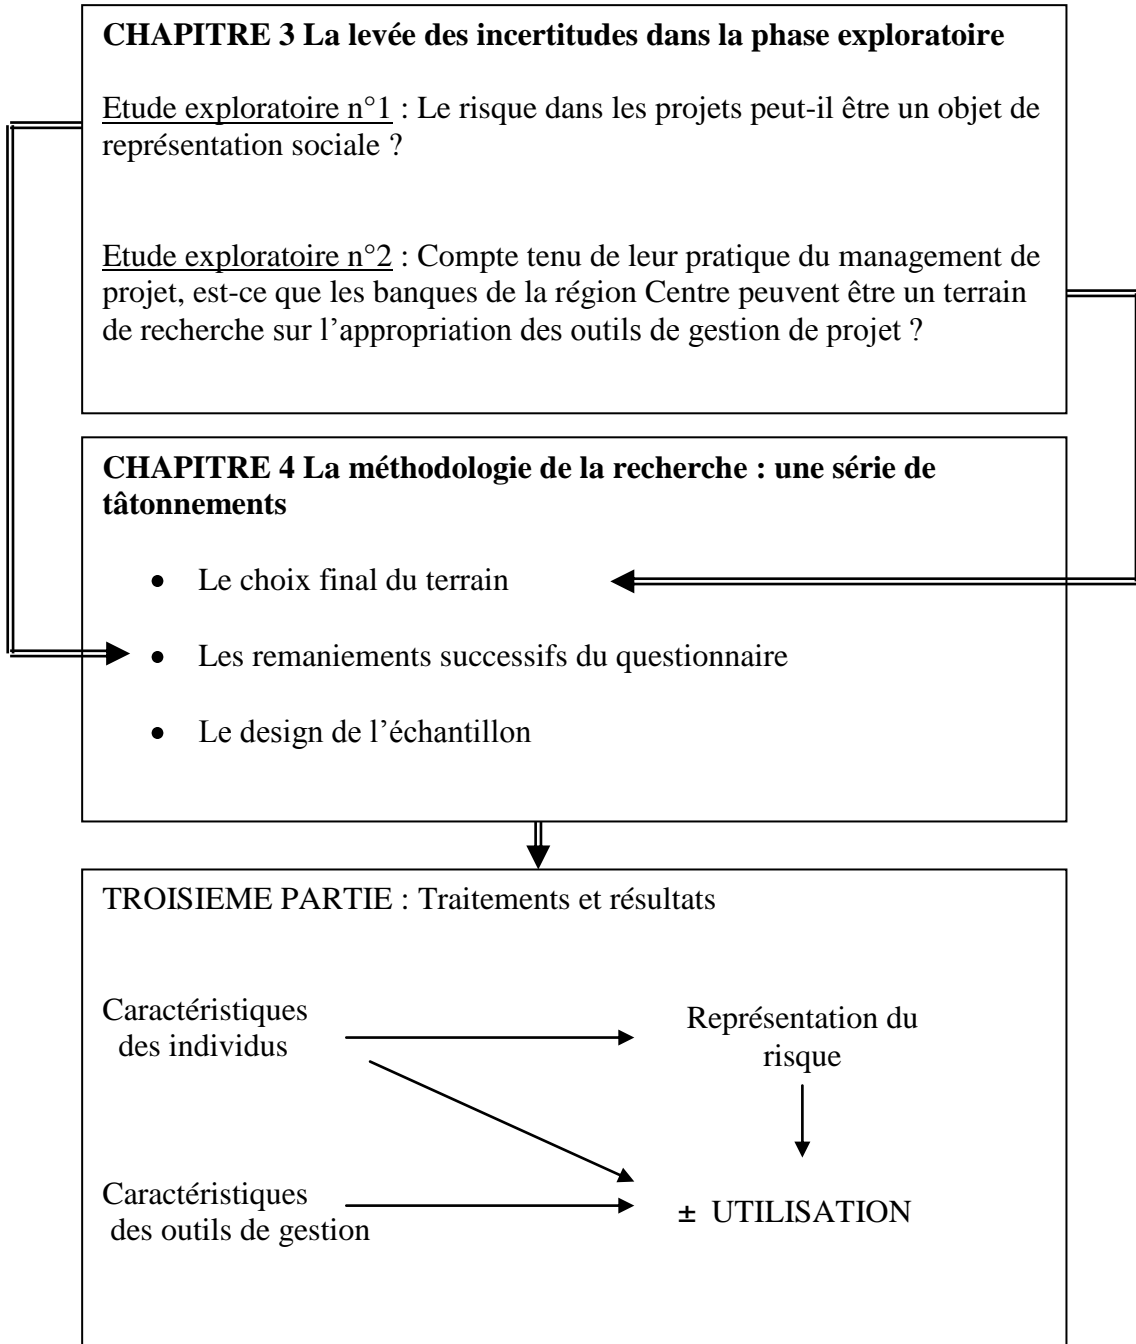 CHAPITRE 3 La levée des incertitudes dans la phase exploratoire
Etude exploratoire n°1 : Le risque dans les projets peut-il être un objet de
représentation sociale ?
Etude exploratoire n°2 : Compte tenu de leur pratique du management de
projet, est-ce que les banques de la région Centre peuvent être un terrain
de recherche sur l’appropriation des outils de gestion de projet ?
CHAPITRE 4 La méthodologie de la recherche : une série de
tâtonnements
• Le choix final du terrain
• Les remaniements successifs du questionnaire
• Le design de l’échantillon
TROISIEME PARTIE : Traitements et résultats
Caractéristiques
des individus
Représentation du
risque
Caractéristiques
des outils de gestion
± UTILISATION